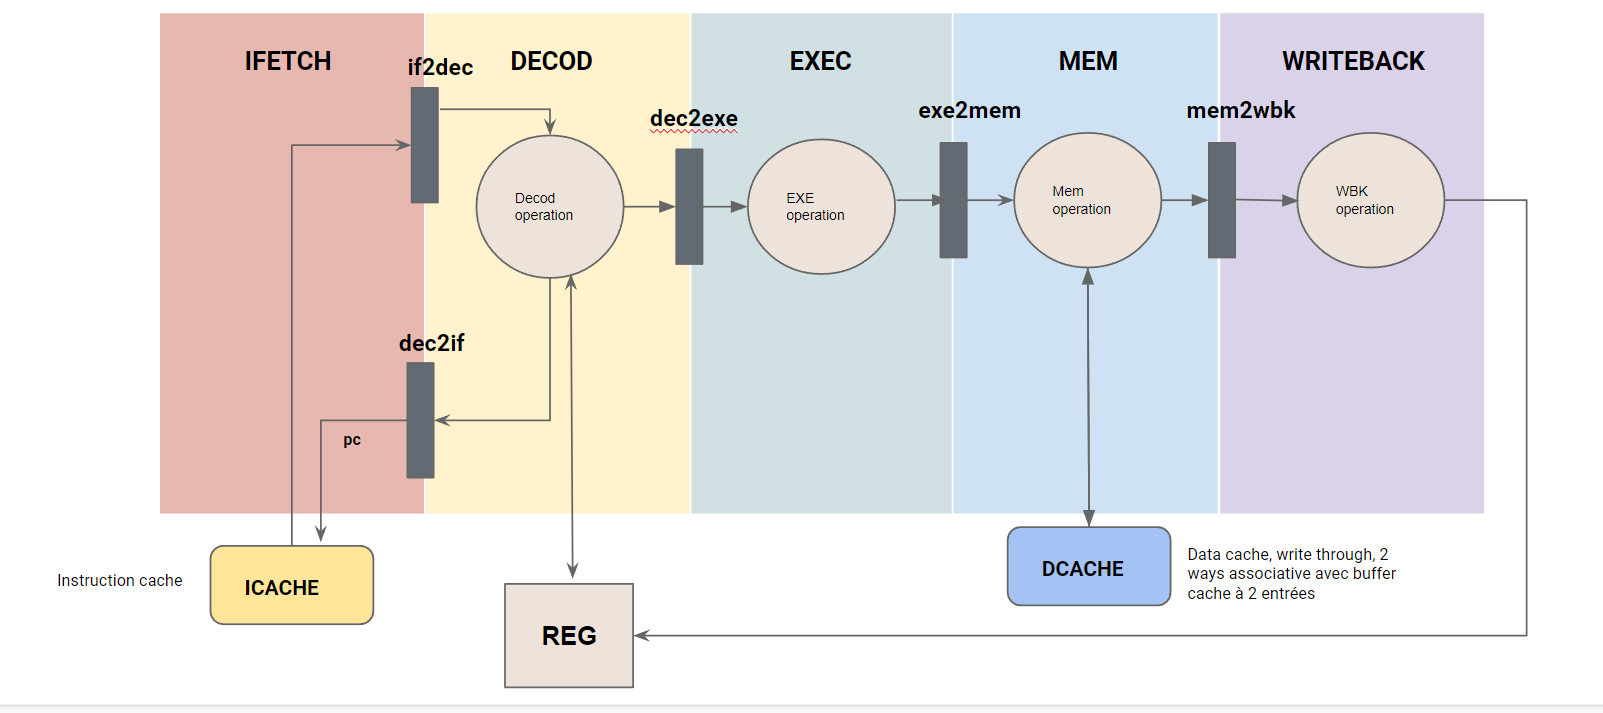 IFETCH
DECOD
EXEC
MEM
WRITEBACK
if2dec
dec2exe
exe2mem
mem2wbk
Decod
operation
EXE
operation
Mem
operation
WBK
operation
dec2if
pc
Instruction cache
ICACHE
REG
DCACHE
Data cache, write through, 2
ways associative avec buffer
cache à 2 entrées